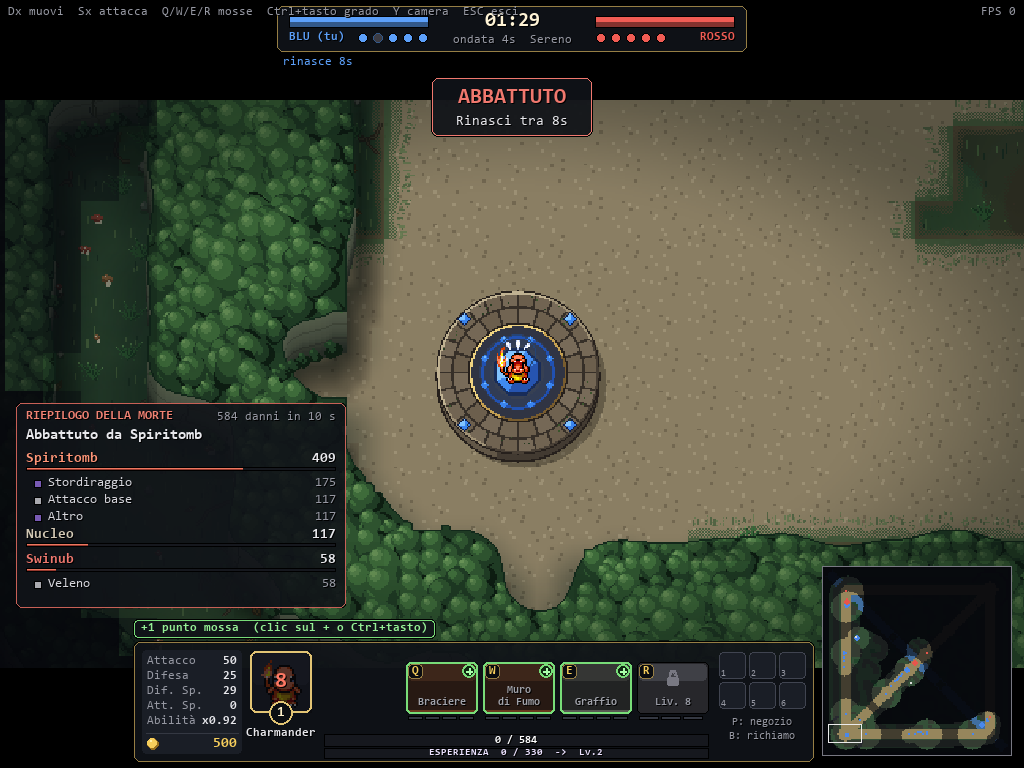 Dx muovi  Sx attacca  Q/W/E/R mosse  Ctrl+tasto grado  Y camera  ESC esci
FPS 0
01:29
BLU (tu)
ondata 4s  Sereno
ROSSO
rinasce 8s
ABBATTUTO
Rinasci tra 8s
RIEPILOGO DELLA MORTE  584 danni in 10 s
Abbattuto da Spiritomb
Spiritomb 409
Stordiraggio 175
Attacco base 117
Altro 117
Nucleo 117
Swinub 58
Veleno 58
+1 punto mossa  (clic sul + o Ctrl+tasto)
Attacco 50
Difesa 25
Dif. Sp. 29
Att. Sp. 0
Abilità x0.92
500
8
1
Charmander
Q
Braciere
W
Muro
di Fumo
E
Graffio
R
Liv. 8
1 2 3
4 5 6
P: negozio
B: richiamo
0 / 584
ESPERIENZA  0 / 330  ->  Lv.2